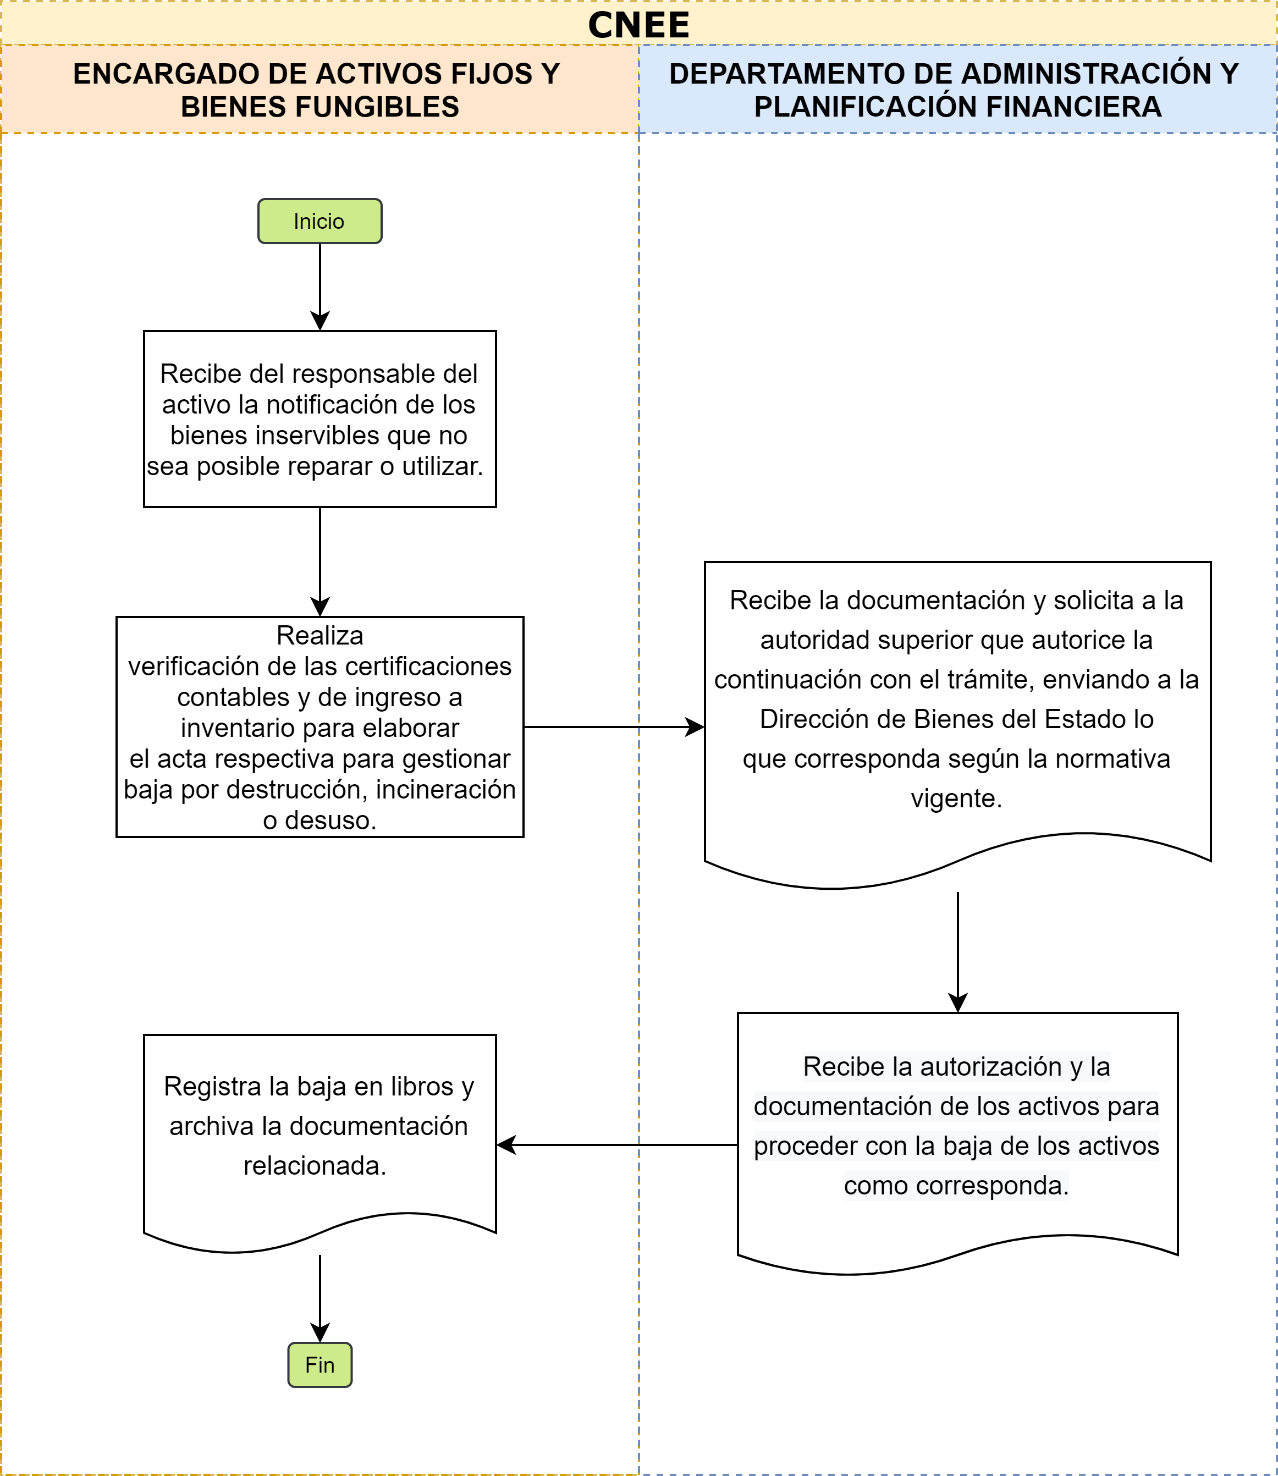 CNEE
ENCARGADO DE ACTIVOS FIJOS Y
BIENES FUNGIBLES
DEPARTAMENTO DE ADMINISTRACIÓN Y
PLANIFICACIÓN FINANCIERA
Inicio
Recibe del responsable del
activo la notificación de los
bienes inservibles que no
sea posible reparar o utilizar.
Realiza
verificación de las certificaciones
contables y de ingreso a
inventario para elaborar
el acta respectiva para gestionar
baja por destrucción, incineración
o desuso.
Recibe la documentación y solicita a la
autoridad superior que autorice la
continuación con el trámite, enviando a la
Dirección de Bienes del Estado lo
que corresponda según la normativa
vigente.
Recibe la autorización y la
documentación de los activos para
proceder con la baja de los activos
como corresponda.
Registra la baja en libros y
archiva la documentación
relacionada.
Fin